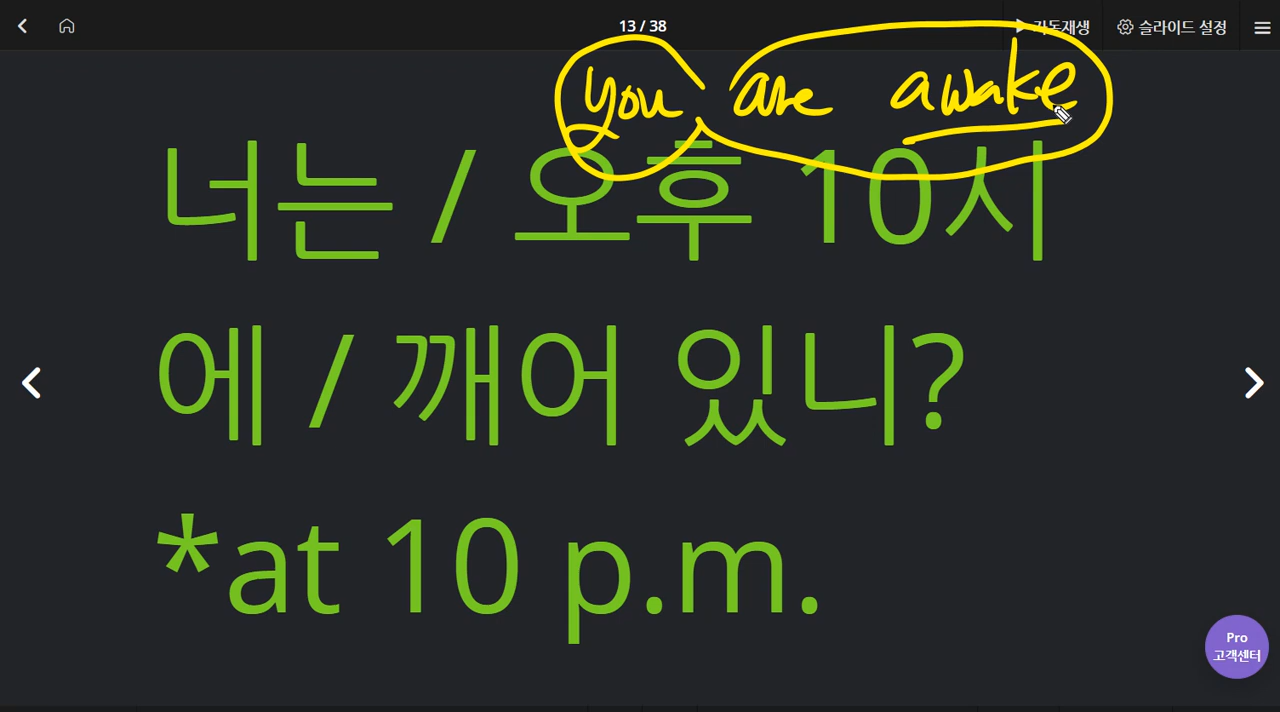 13 / 38
자동재생
슬라이드 설정
you are awake
너는 / 오후 10시
에 / 깨어 있니?
*at 10 p.m.
Pro
고객센터